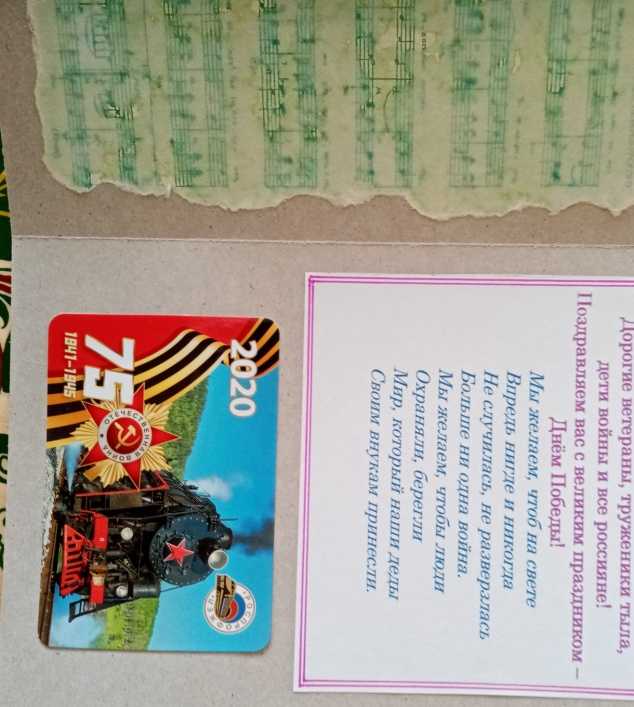 Дорогие ветераны, труженики тыла,
дети войны и все россияне!
Поздравляем вас с великим праздником –
Днём Победы!
Мы желаем, чтоб на свете
Впредь нигде и никогда
Не случилась, не разверзлась
Больше ни одна война.
Мы желаем, чтобы люди
Охраняли, берегли
Мир, который наши деды
Своим внукам принесли.
2020
75
1941-1945
ОТЕЧЕСТВЕННАЯ ВОЙНА
РОСПРОФЖЕЛ